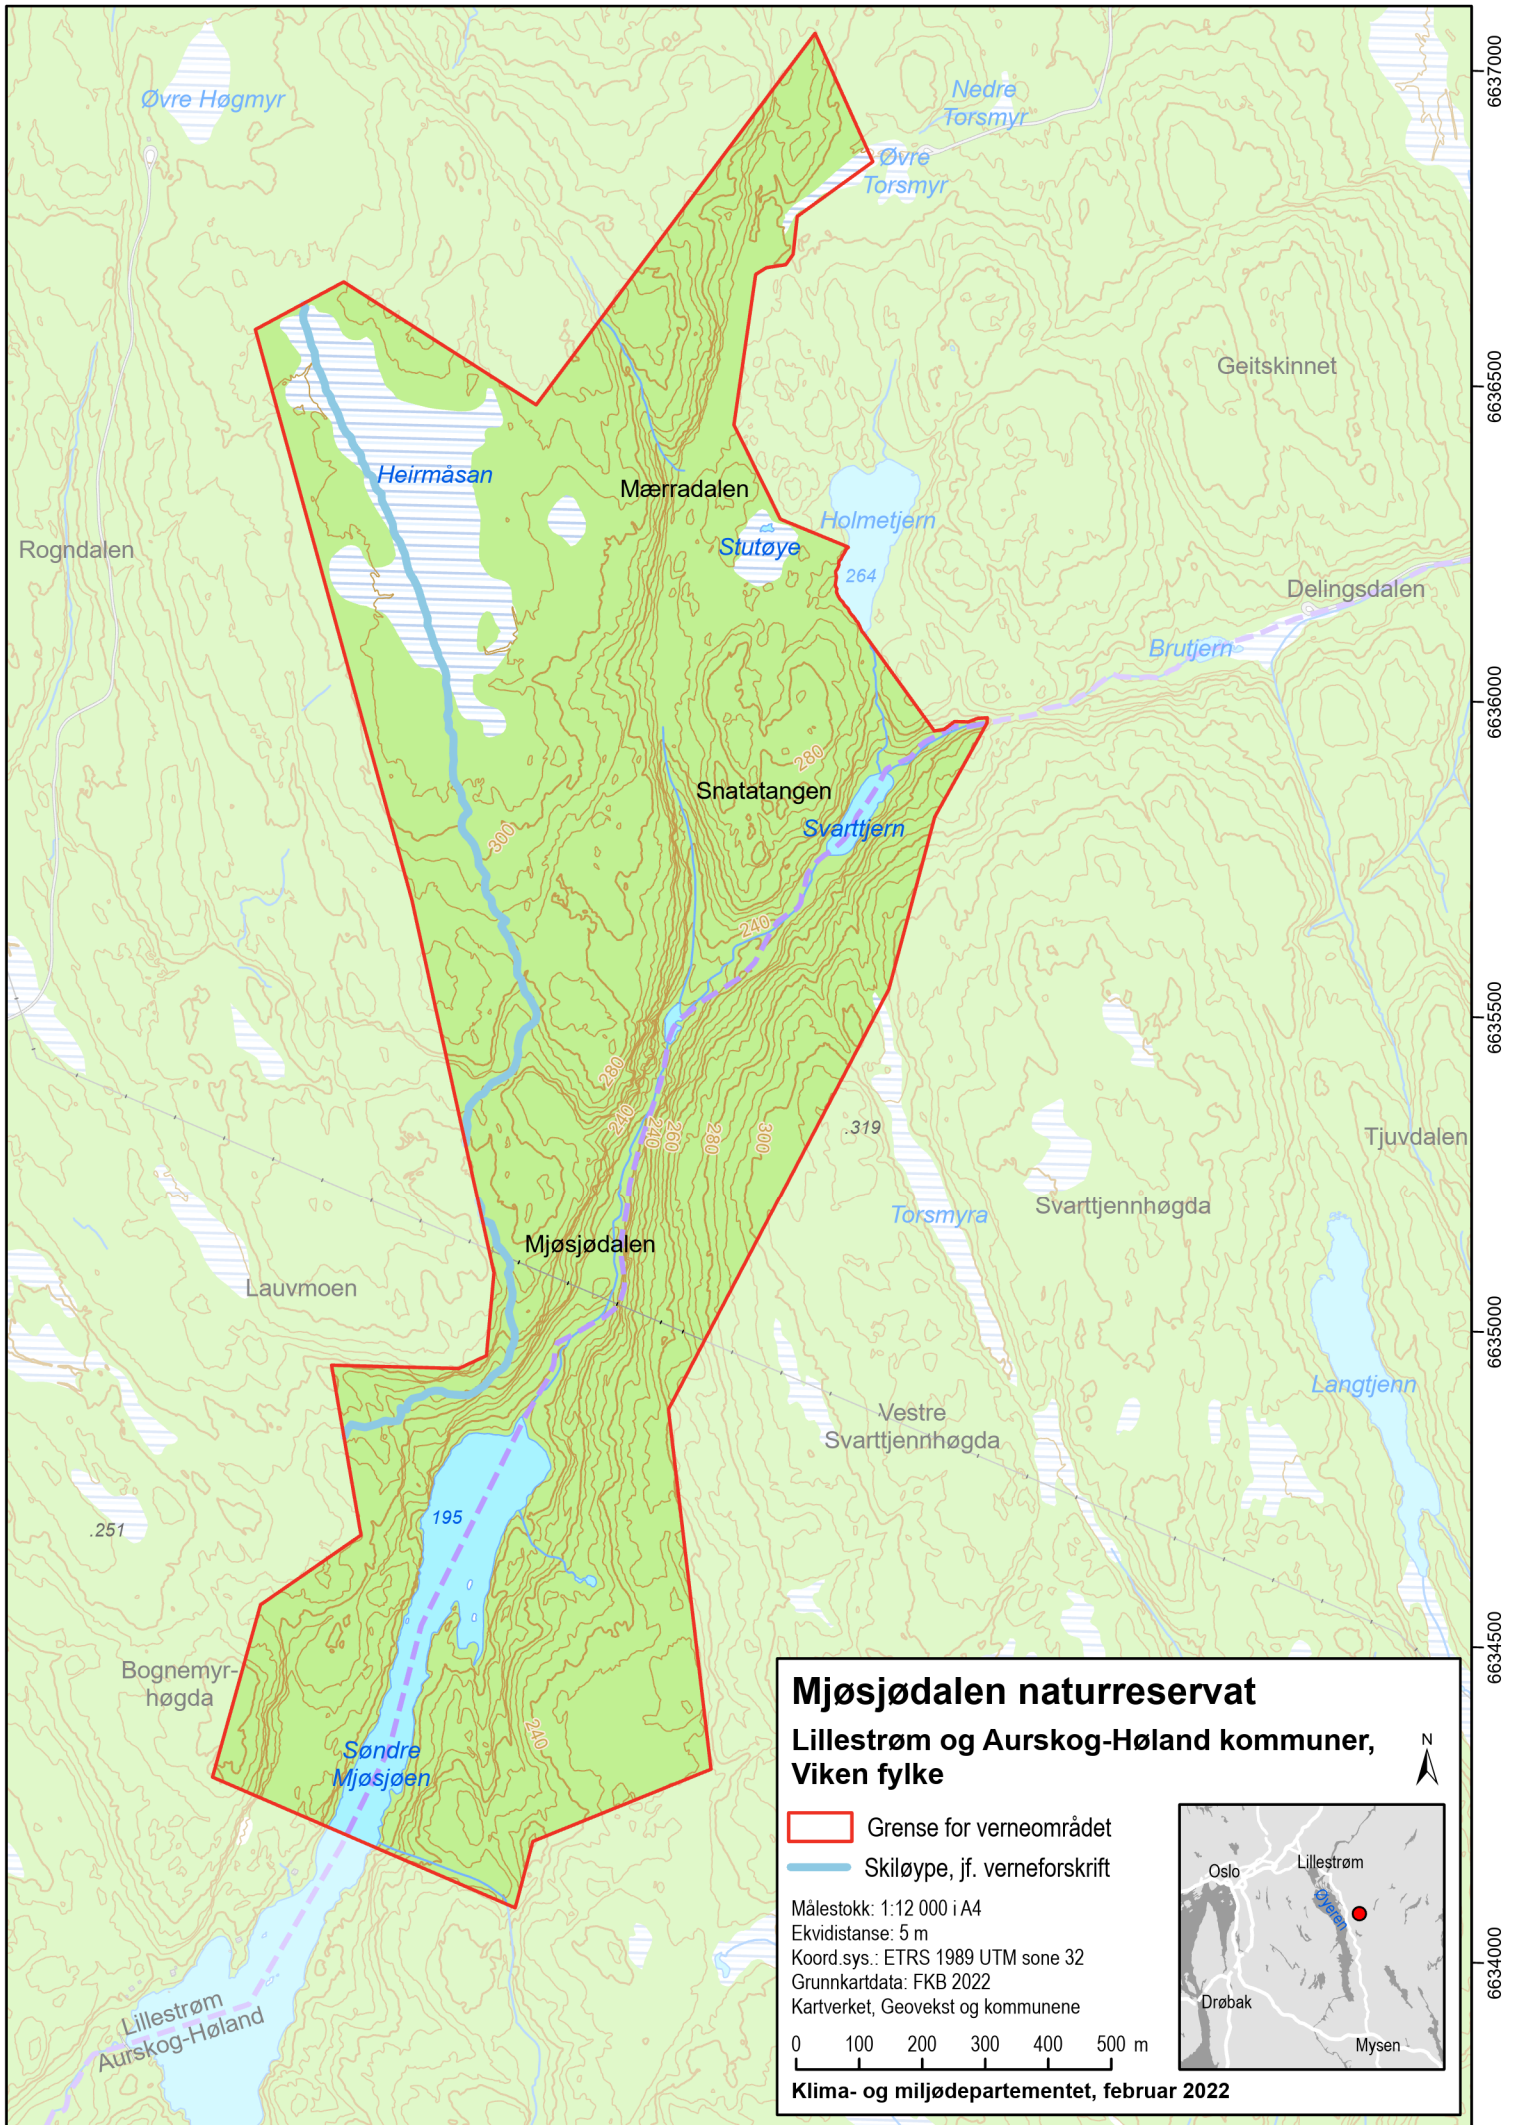 Øvre Høgmyr
Nedre
Torsmyr
Øvre
Torsmyr
6637000
Geitskinnet
6636500
Heirmåsan
Mærradalen
Holmetjern
Stutøye
264
Rogndalen
Delingsdalen
Brutjern
6636000
280
Snatatangen
Svarttjern
300
240
6635500
280
240
240
260
280
300
.319
Tjuvdalen
Torsmyra
Svarttjennhøgda
Mjøsjødalen
Lauvmoen
6635000
Langtjenn
Vestre
Svarttjennhøgda
195
.251
6634500
Bognemyr-
høgda
240
Søndre
Mjøsjøen
6634000
Lillestrøm
Aurskog-Høland
Mjøsjødalen naturreservat
Lillestrøm og Aurskog-Høland kommuner,
Viken fylke
N
Grense for verneområdet
Skiløype, jf. verneforskrift
Målestokk: 1:12 000 i A4
Ekvidistanse: 5 m
Koord.sys.: ETRS 1989 UTM sone 32
Grunnkartdata: FKB 2022
Kartverket, Geovekst og kommunene
0 100 200 300 400 500 m
Klima- og miljødepartementet, februar 2022
Oslo
Lillestrøm
Øyeren
Drøbak
Mysen